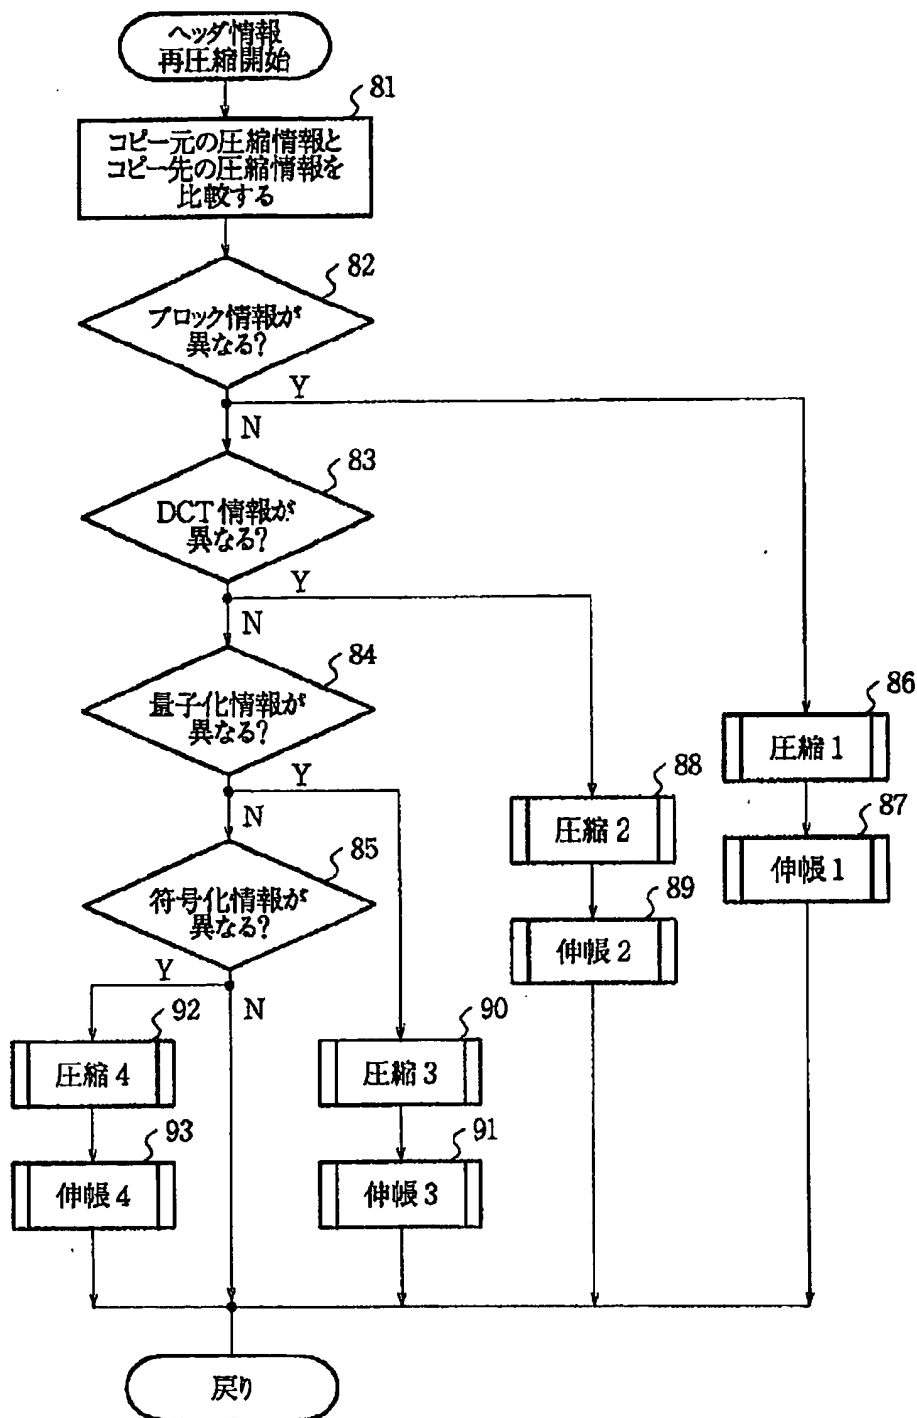 ヘッダ情報
再圧縮開始
81
コピー元の圧縮情報と
コピー先の圧縮情報を
比較する
82
ブロック情報が
異なる?
Y
N
83
DCT情報が
異なる?
Y
N
84
量子化情報が
異なる?
Y
N
85
符号化情報が
異なる?
Y
N
86
圧縮1
87
伸帳1
88
圧縮2
89
伸帳2
90
圧縮3
91
伸帳3
92
圧縮4
93
伸帳4
戻り